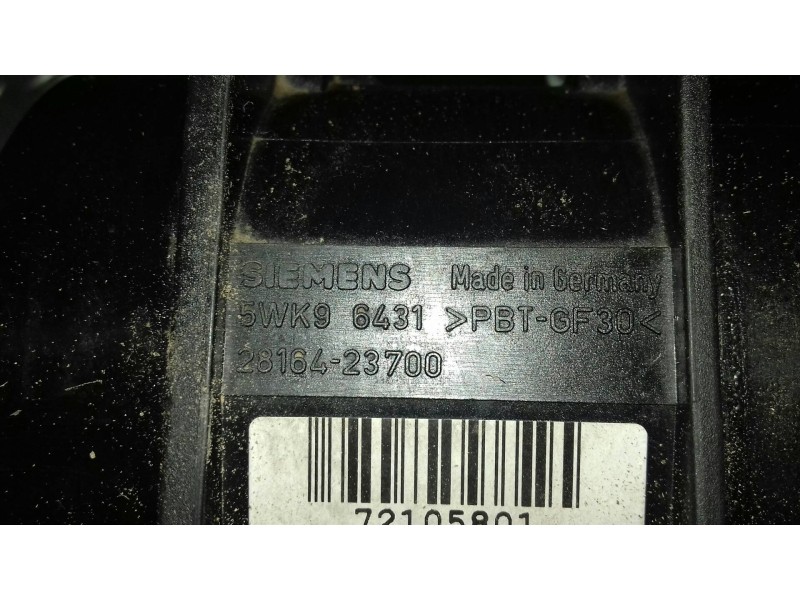 SIEMENS Made in Germany
5WK9 6431 >PBT-GF30<
28164-23700
72105801